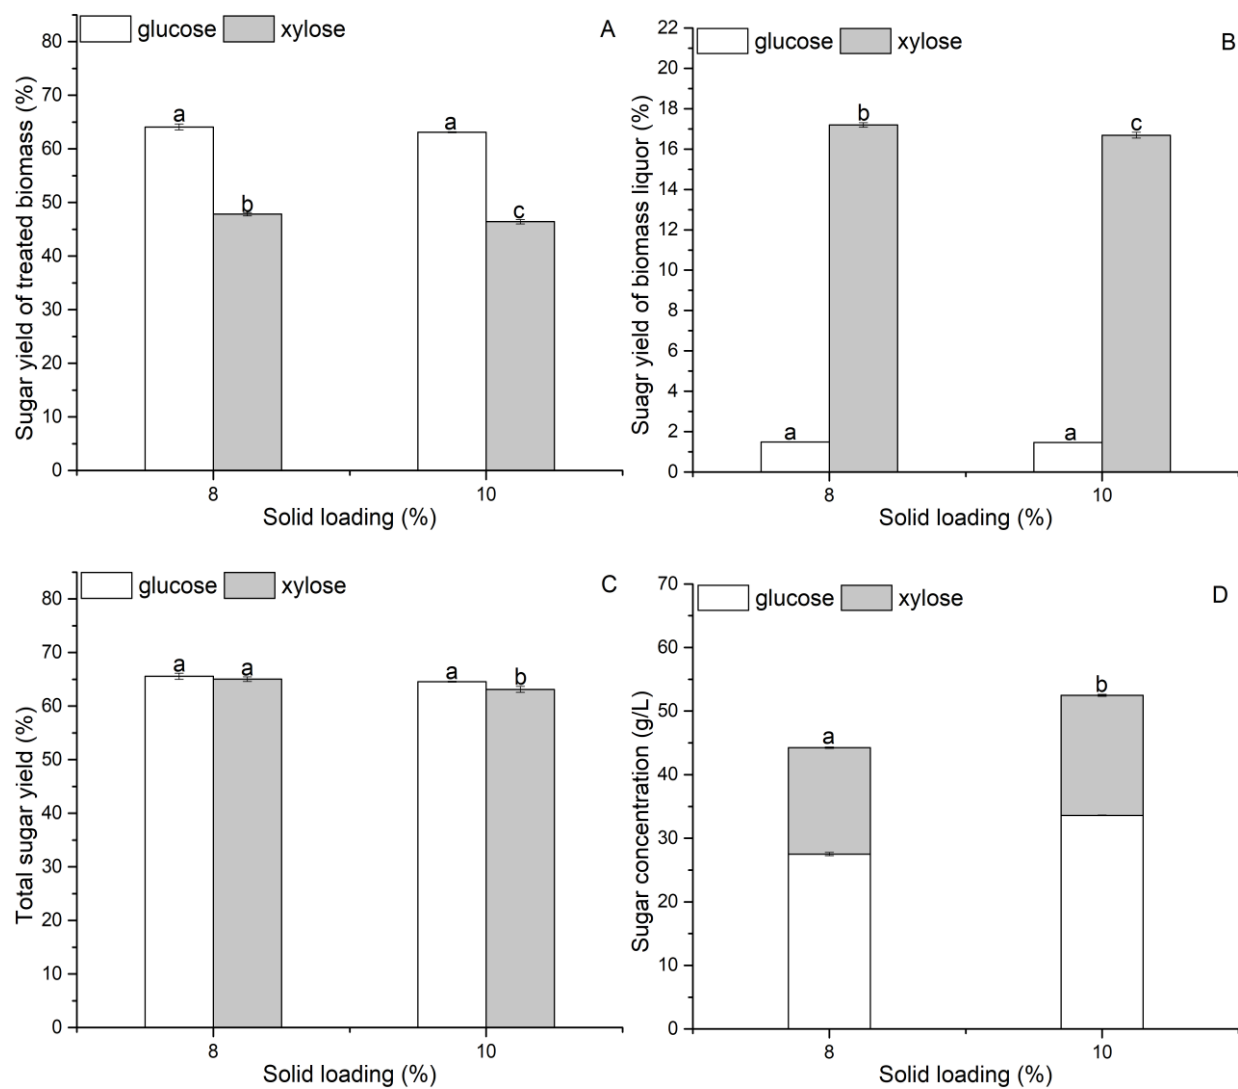 glucose xylose A
Sugar yield of treated biomass (%)
80
70
60
50
40
30
20
10
0
a
b
a
c
8 10
Solid loading (%)
glucose xylose B
Suagr yield of biomass liquor (%)
22
20
18
16
14
12
10
8
6
4
2
0
a
b
a
c
8 10
Solid loading (%)
glucose xylose C
Total sugar yield (%)
80
70
60
50
40
30
20
10
0
a
a
a
b
8 10
Solid loading (%)
glucose xylose D
Sugar concentration (g/L)
70
60
50
40
30
20
10
0
a
b
8 10
Solid loading (%)